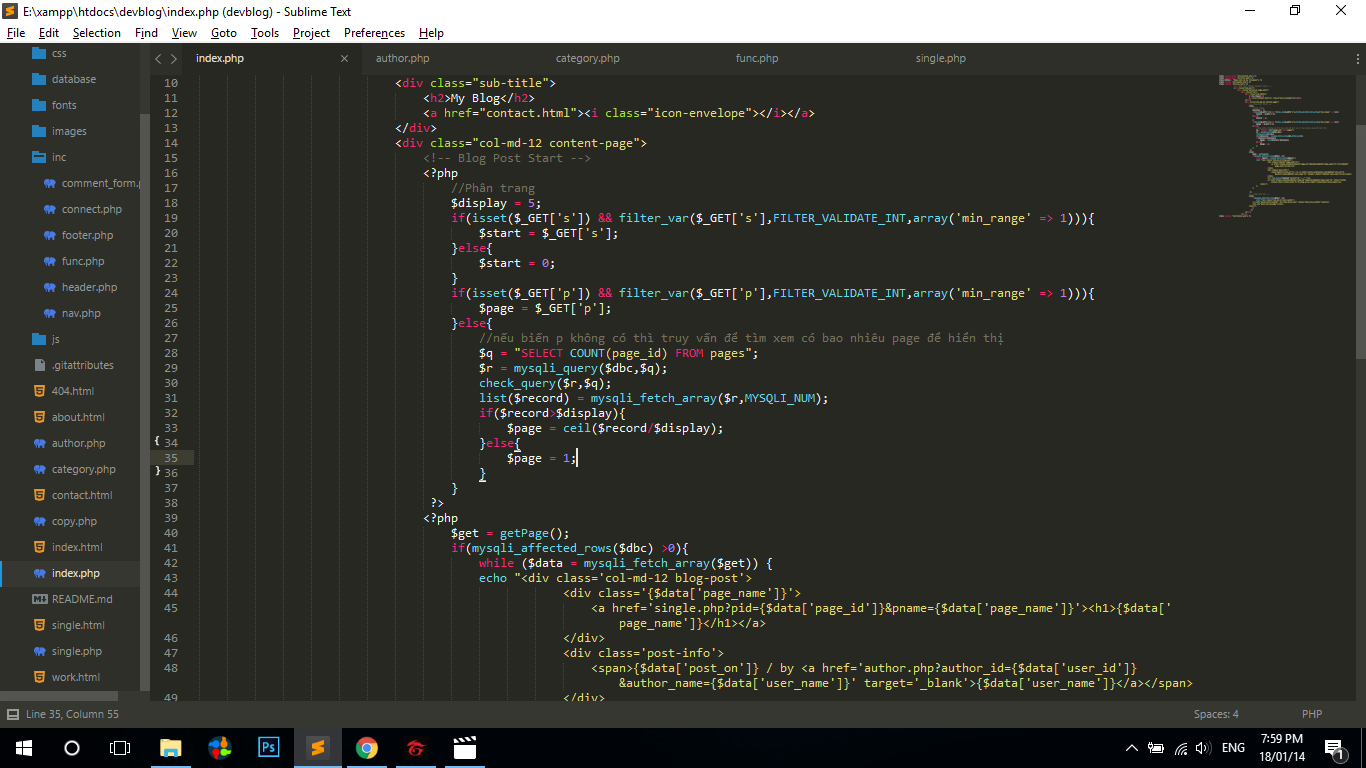 E:\xampp\htdocs\devblog\index.php (devblog) - Sublime Text
File Edit Selection Find View Goto Tools Project Preferences Help
css
database
fonts
images
inc
comment_form.p
connect.php
footer.php
func.php
header.php
nav.php
js
.gitattributes
404.html
about.html
author.php
category.php
contact.html
copy.php
index.html
index.php
README.md
single.html
single.php
work.html
index.php author.php category.php func.php single.php
10 <div class="sub-title">
11 <h2>My Blog</h2>
12 <a href="contact.html"><i class="icon-envelope"></i></a>
13 </div>
14 <div class="col-md-12 content-page">
15 <!-- Blog Post Start -->
16 <?php
17 //Phân trang
18 $display = 5;
19 if(isset($_GET['s']) && filter_var($_GET['s'],FILTER_VALIDATE_INT,array('min_range' => 1))){
20 $start = $_GET['s'];
21 }else{
22 $start = 0;
23 }
24 if(isset($_GET['p']) && filter_var($_GET['p'],FILTER_VALIDATE_INT,array('min_range' => 1))){
25 $page = $_GET['p'];
26 }else{
27 //nếu biến p không có thì truy vấn để tìm xem có bao nhiêu page để hiển thị
28 $q = "SELECT COUNT(page_id) FROM pages";
29 $r = mysqli_query($dbc,$q);
30 check_query($r,$q);
31 list($record) = mysqli_fetch_array($r,MYSQLI_NUM);
32 if($record>$display){
33 $page = ceil($record/$display);
{ 34 }else{
35 $page = 1;
} 36 }
37 }
38 ?>
39 <?php
40 $get = getPage();
41 if(mysqli_affected_rows($dbc) >0){
42 while ($data = mysqli_fetch_array($get)) {
43 echo "<div class='col-md-12 blog-post'>
44 <div class='{$data['page_name']}'>
45 <a href='single.php?pid={$data['page_id']}&pname={$data['page_name']}'><h1>{$data['
page_name']}</h1></a>
46 </div>
47 <div class='post-info'>
48 <span>{$data['post_on']} / by <a href='author.php?author_id={$data['user_id']}
&author_name={$data['user_name']}' target='_blank'>{$data['user_name']}</a></span>
49 </div>
Line 35, Column 55 Spaces: 4 PHP
Ps
ENG
7:59 PM
18/01/14
1